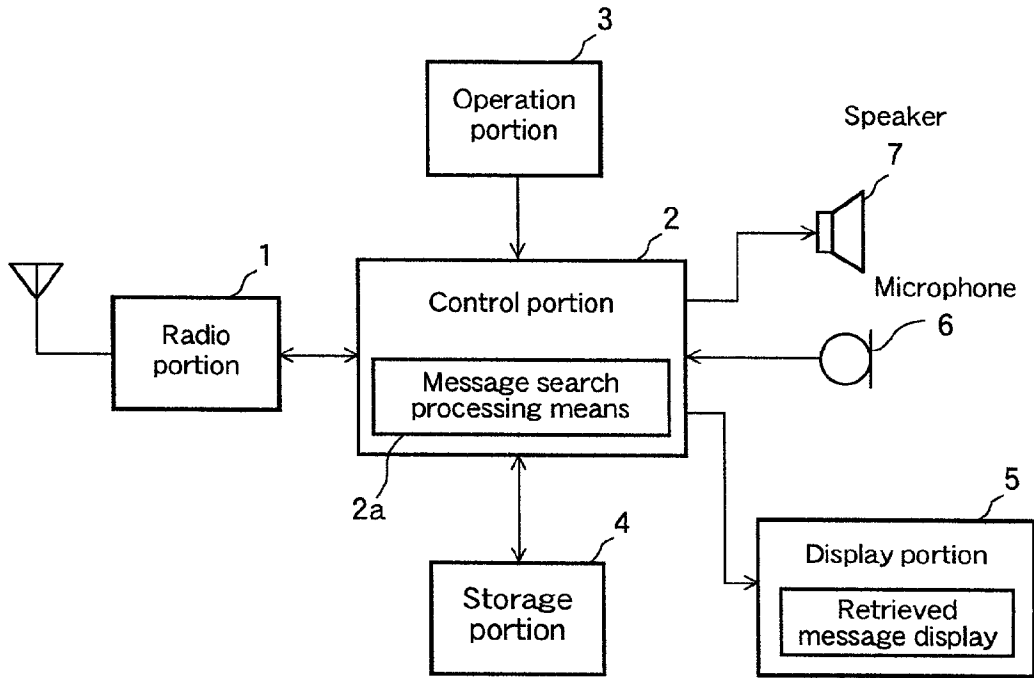 3
Operation
portion
Speaker
7
2
1
Control portion
Microphone
6
Radio
portion
Message search
processing means
2a
4
5
Storage
portion
Display portion
Retrieved
message display